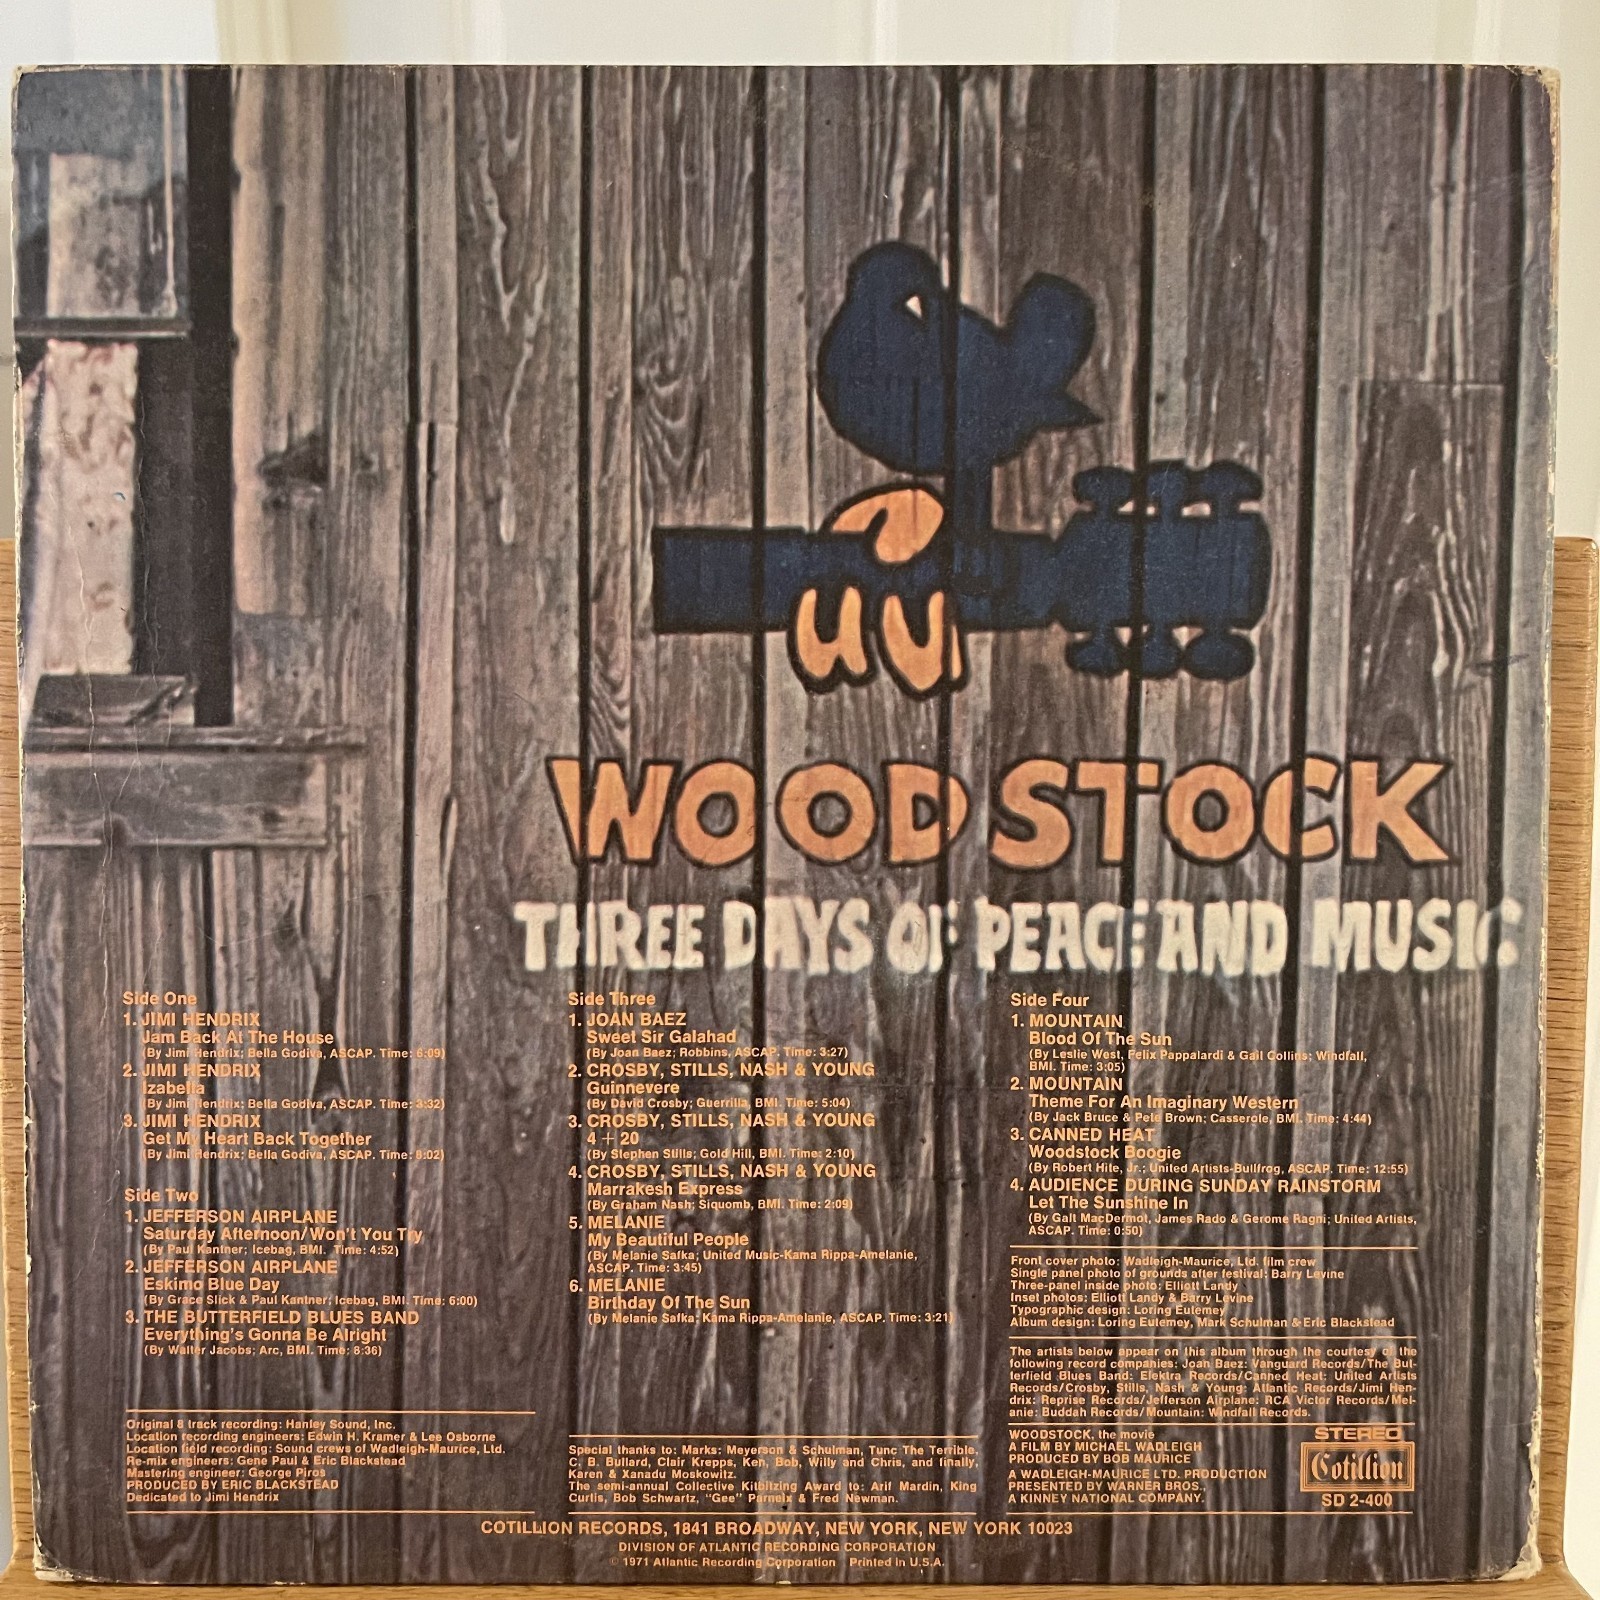 WOODSTOCK
THREE DAYS OF PEACE AND MUSIC
Side One
1. JIMI HENDRIX
Jam Back At The House
(By Jimi Hendrix; Bella Godiva, ASCAP. Time: 6:09)
2. JIMI HENDRIX
Izabella
(By Jimi Hendrix; Bella Godiva, ASCAP. Time: 3:32)
3. JIMI HENDRIX
Get My Heart Back Together
(By Jimi Hendrix; Bella Godiva, ASCAP. Time: 8:02)
Side Two
1. JEFFERSON AIRPLANE
Saturday Afternoon/Won't You Try
(By Paul Kantner; Icebag, BMI. Time: 4:52)
2. JEFFERSON AIRPLANE
Eskimo Blue Day
(By Grace Slick & Paul Kantner; Icebag, BMI. Time: 6:00)
3. THE BUTTERFIELD BLUES BAND
Everything's Gonna Be Alright
(By Walter Jacobs; Arc, BMI. Time: 8:36)
Original 8 track recording: Hanley Sound, Inc.
Location recording engineers: Edwin H. Kramer & Lee Osborne
Location field recording: Sound crews of Wadleigh-Maurice, Ltd.
Re-mix engineers: Gene Paul & Eric Blackstead
Mastering engineer: George Piros
PRODUCED BY ERIC BLACKSTEAD
Dedicated to Jimi Hendrix
Side Three
1. JOAN BAEZ
Sweet Sir Galahad
(By Joan Baez; Robbins, ASCAP. Time: 3:27)
2. CROSBY, STILLS, NASH & YOUNG
Guinnevere
(By David Crosby; Guerrilla, BMI. Time: 5:04)
3. CROSBY, STILLS, NASH & YOUNG
4 + 20
(By Stephen Stills; Gold Hill, BMI. Time: 2:10)
4. CROSBY, STILLS, NASH & YOUNG
Marrakesh Express
(By Graham Nash; Siquomb, BMI. Time: 2:09)
5. MELANIE
My Beautiful People
(By Melanie Safka; United Music-Kama Rippa-Amelanie,
ASCAP. Time: 3:45)
6. MELANIE
Birthday Of The Sun
(By Melanie Safka; Kama Rippa-Amelanie, ASCAP. Time: 3:21)
Special thanks to: Marks: Meyerson & Schulman, Tunc The Terrible,
C. B. Bullard, Clair Krepps, Ken, Bob, Willy and Chris, and finally,
Karen & Xanadu Moskowitz.
The semi-annual Collective Kibitzing Award to: Arif Mardin, King
Curtis, Bob Schwartz, "Gee" Parneix & Fred Newman.
Side Four
1. MOUNTAIN
Blood Of The Sun
(By Leslie West, Felix Pappalardi & Gail Collins; Windfall,
BMI. Time: 3:05)
2. MOUNTAIN
Theme For An Imaginary Western
(By Jack Bruce & Pete Brown; Casserole, BMI. Time: 4:44)
3. CANNED HEAT
Woodstock Boogie
(By Robert Hite, Jr.; United Artists-Bullfrog, ASCAP. Time: 12:55)
4. AUDIENCE DURING SUNDAY RAINSTORM
Let The Sunshine In
(By Galt MacDermot, James Rado & Gerome Ragni; United Artists,
ASCAP. Time: 0:50)
Front cover photo: Wadleigh-Maurice, Ltd. film crew
Single panel photo of grounds after festival: Barry Levine
Three-panel inside photo: Elliott Landy
Inset photos: Elliott Landy & Barry Levine
Typographic design: Loring Eutemey
Album design: Loring Eutemey, Mark Schulman & Eric Blackstead
The artists below appear on this album through the courtesy of the
following record companies: Joan Baez: Vanguard Records/The But-
terfield Blues Band: Elektra Records/Canned Heat: United Artists
Records/Crosby, Stills, Nash & Young: Atlantic Records/Jimi Hen-
drix: Reprise Records/Jefferson Airplane: RCA Victor Records/Mel-
anie: Buddah Records/Mountain: Windfall Records.
WOODSTOCK, the movie
A FILM BY MICHAEL WADLEIGH
PRODUCED BY BOB MAURICE
A WADLEIGH-MAURICE LTD. PRODUCTION
PRESENTED BY WARNER BROS.,
A KINNEY NATIONAL COMPANY.
STEREO
Cotillion
SD 2-400
COTILLION RECORDS, 1841 BROADWAY, NEW YORK, NEW YORK 10023
DIVISION OF ATLANTIC RECORDING CORPORATION
© 1971 Atlantic Recording Corporation Printed in U.S.A.